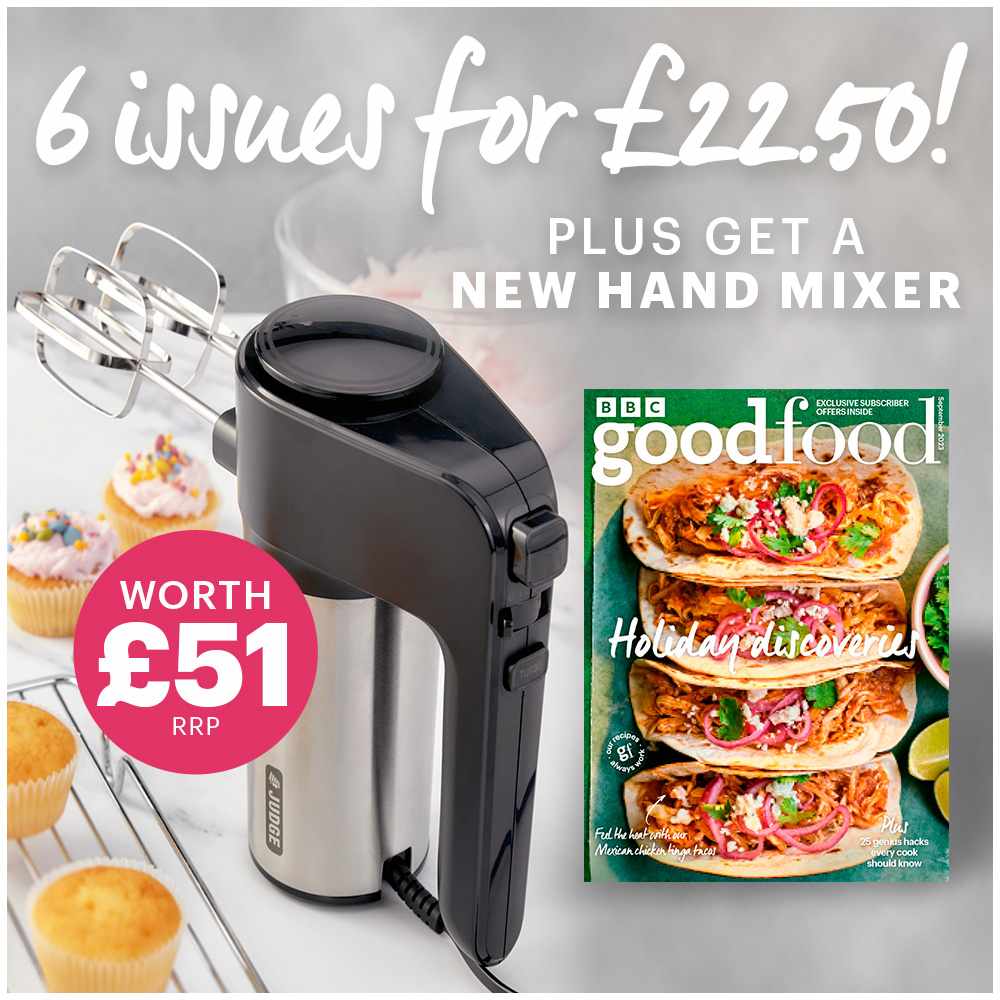 6 issues for £22.50!
PLUS GET A
NEW HAND MIXER
WORTH
£51
RRP
JUDGE
TURBO
BBC
EXCLUSIVE SUBSCRIBER
OFFERS INSIDE
September 2023
goodfood
Holiday discoveries
our recipes
gf
always work
Feel the heat with our
Mexican chicken tinga tacos
Plus
25 genius hacks
every cook
should know